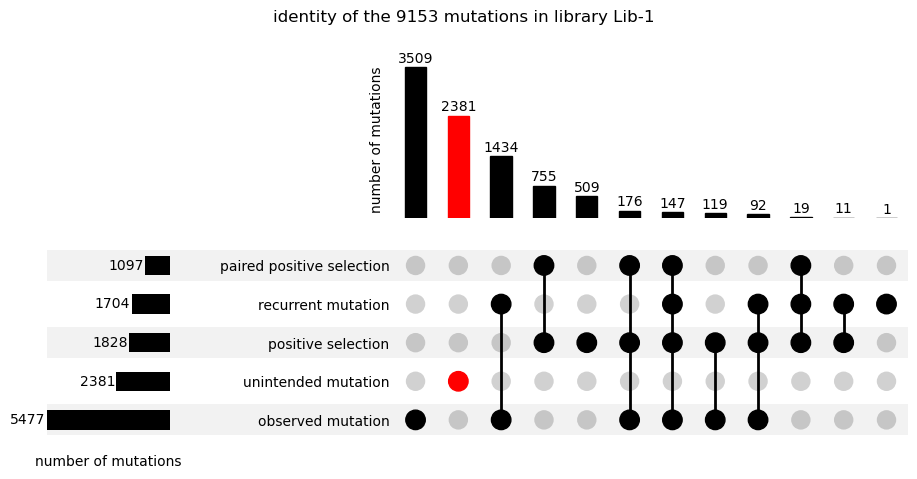 identity of the 9153 mutations in library Lib-1
number of mutations
3509
2381
1434
755
509
176
147
119
92
19
11
1
1097
paired positive selection
1704
recurrent mutation
1828
positive selection
2381
unintended mutation
5477
observed mutation
number of mutations